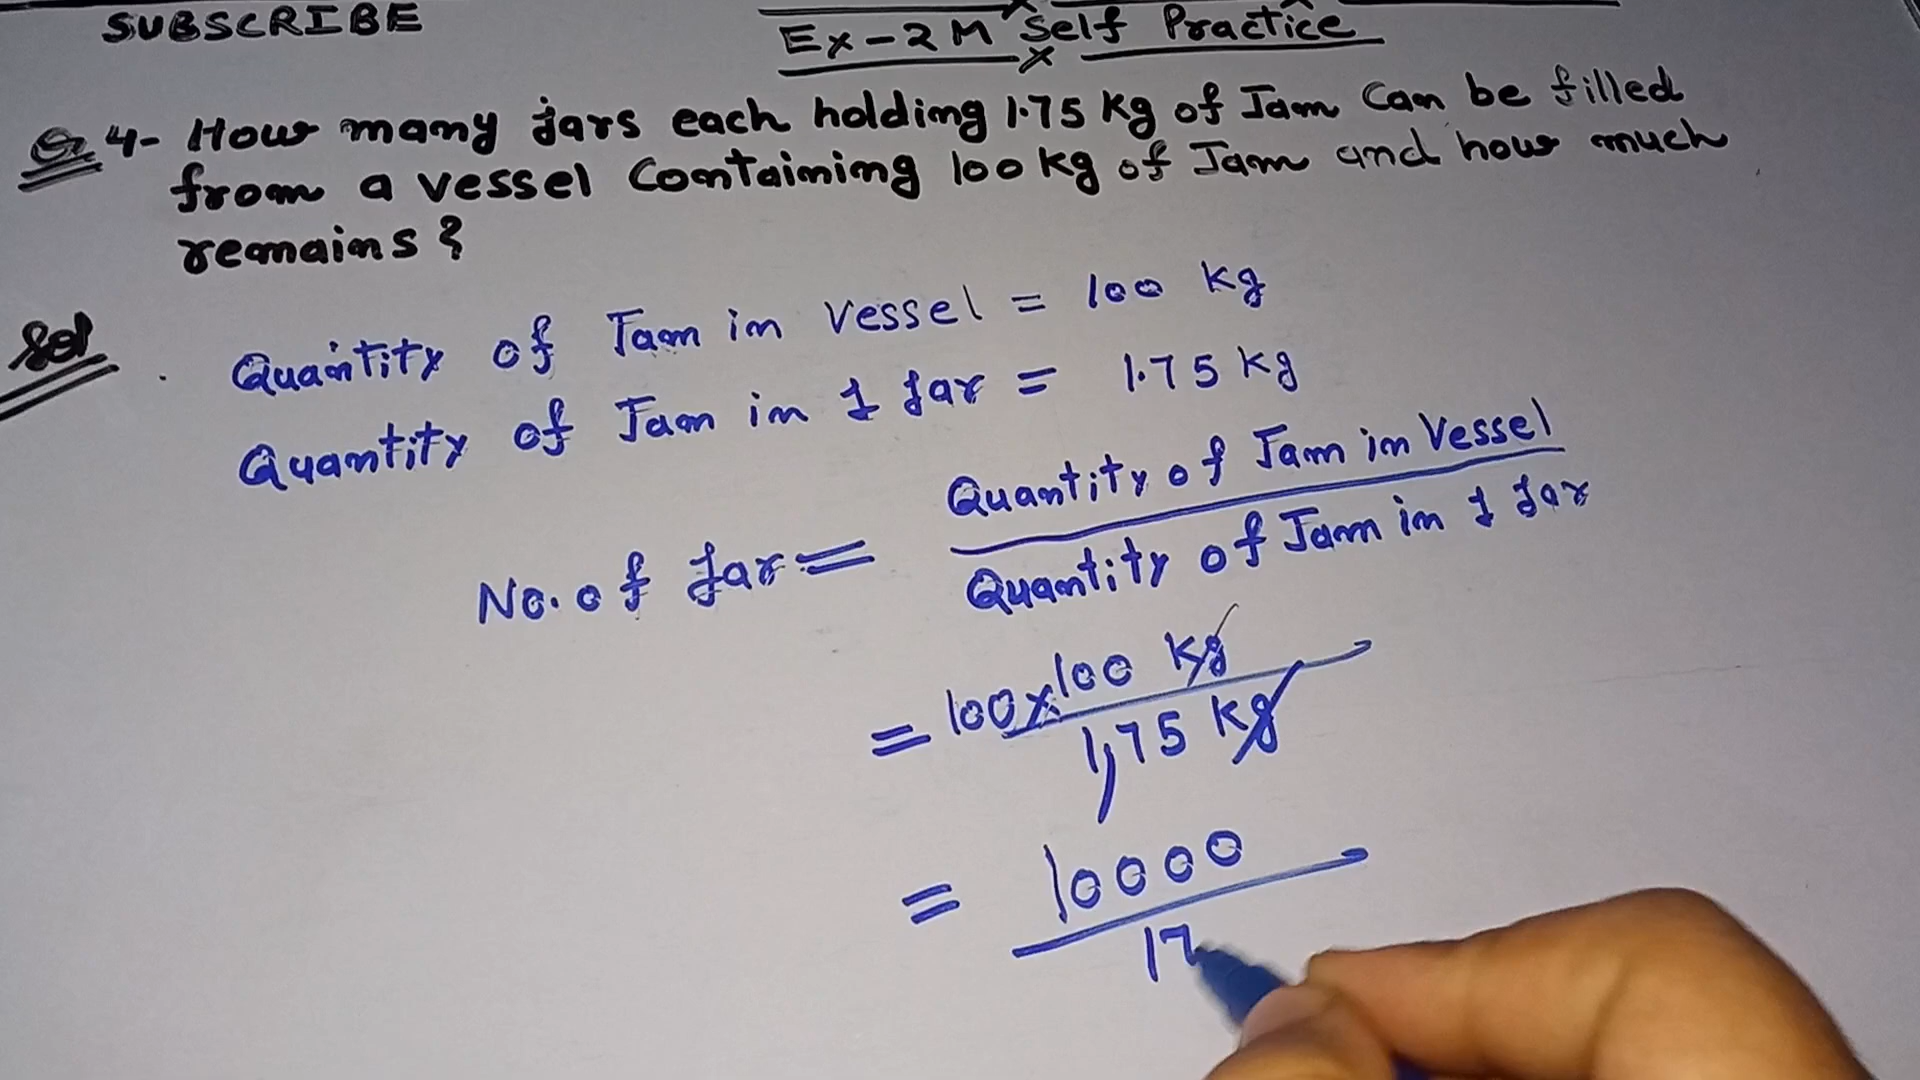 SUBSCRIBE
Ex-2M Self Practice
Q 4- How many jars each holding 1.75 Kg of Jam Can be filled
from a vessel Containing 100 kg of Jam and how much
remains?
Sol
Quantity of Jam in Vessel = 100 Kg
Quantity of Jam in 1 Jar = 1.75 Kg
No. of Jar = Quantity of Jam in Vessel
Quantity of Jam in 1 Jar
= 100x100 Kg
1.75 Kg
= 10000
17